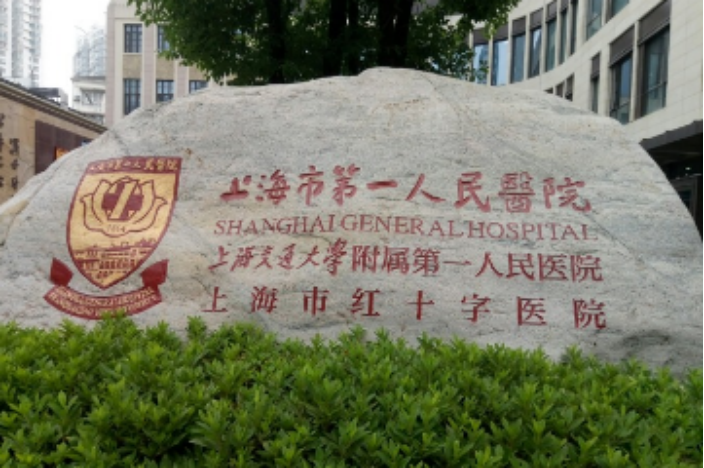 上海市第一人民醫院
SHANGHAI GENERAL HOSPITAL
上海交通大學附属第一人民医院
上海市红十字医院